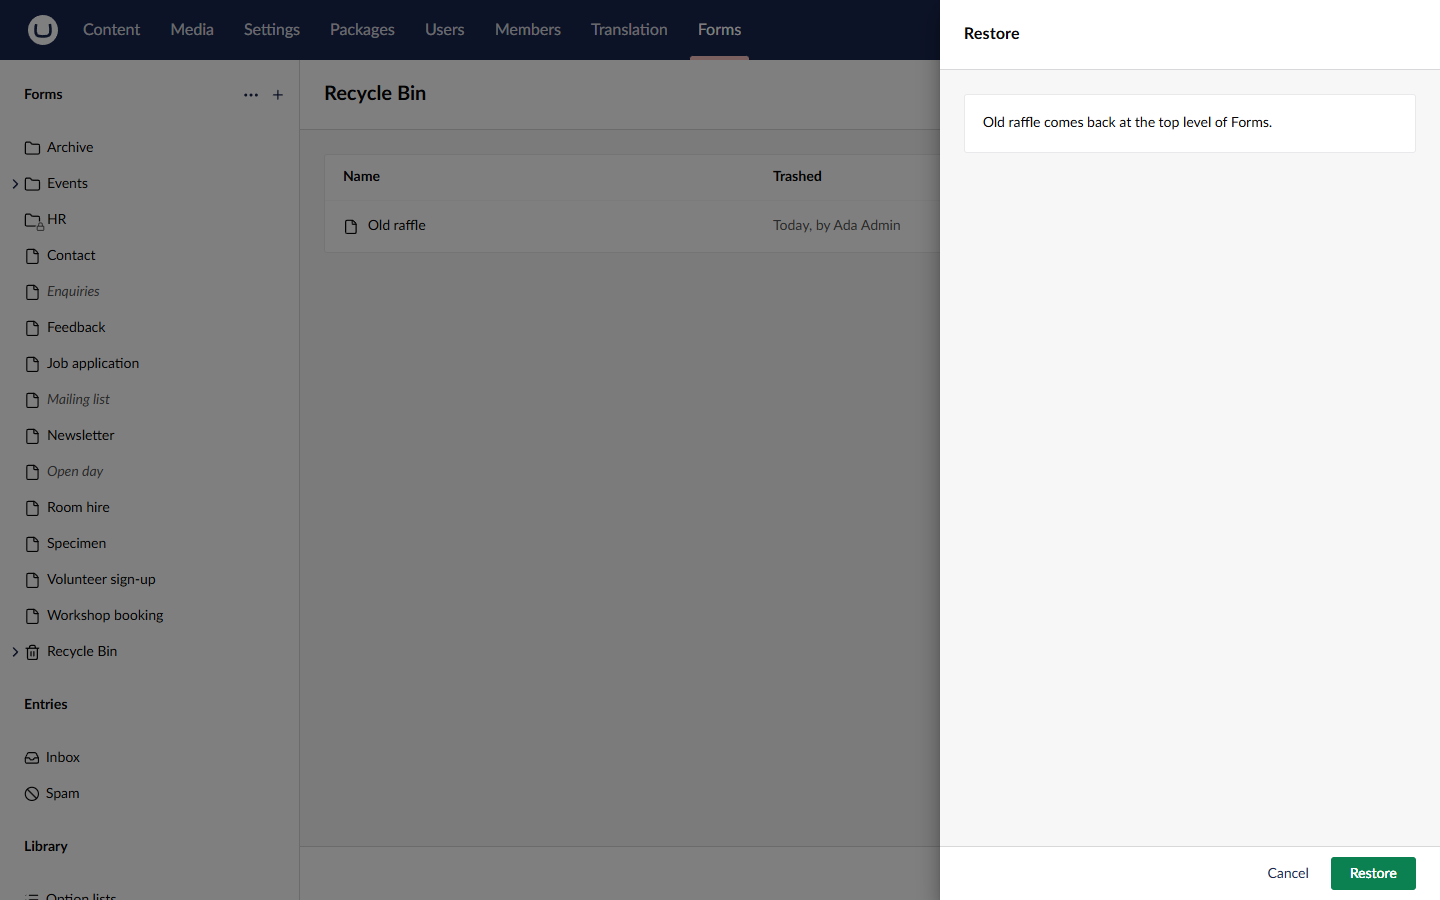 Content Media Settings Packages Users Members Translation Forms
Forms
Archive
Events
HR
Contact
Enquiries
Feedback
Job application
Mailing list
Newsletter
Open day
Room hire
Specimen
Volunteer sign-up
Workshop booking
Recycle Bin
Entries
Inbox
Spam
Library
Option lists
Recycle Bin
Name Trashed
Old raffle Today, by Ada Admin
Restore
Old raffle comes back at the top level of Forms.
Cancel Restore